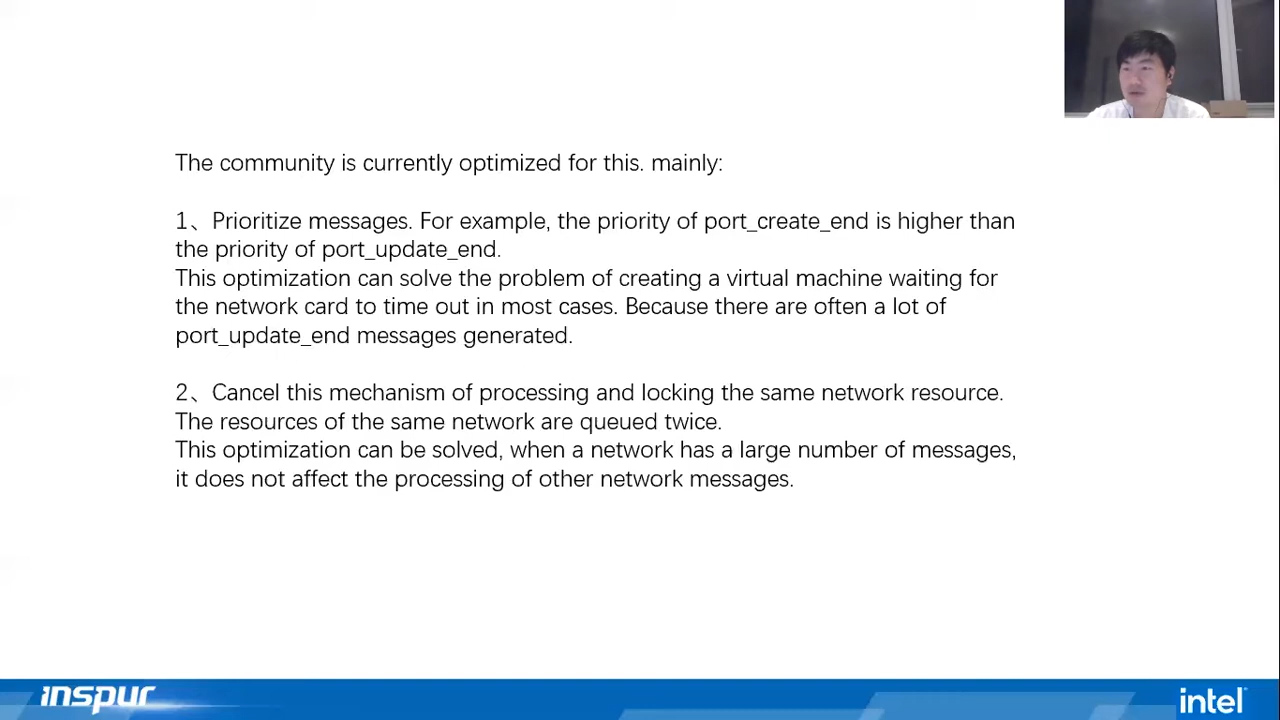 The community is currently optimized for this. mainly:
1、Prioritize messages. For example, the priority of port_create_end is higher than
the priority of port_update_end.
This optimization can solve the problem of creating a virtual machine waiting for
the network card to time out in most cases. Because there are often a lot of
port_update_end messages generated.
2、Cancel this mechanism of processing and locking the same network resource.
The resources of the same network are queued twice.
This optimization can be solved, when a network has a large number of messages,
it does not affect the processing of other network messages.
inspur
intel